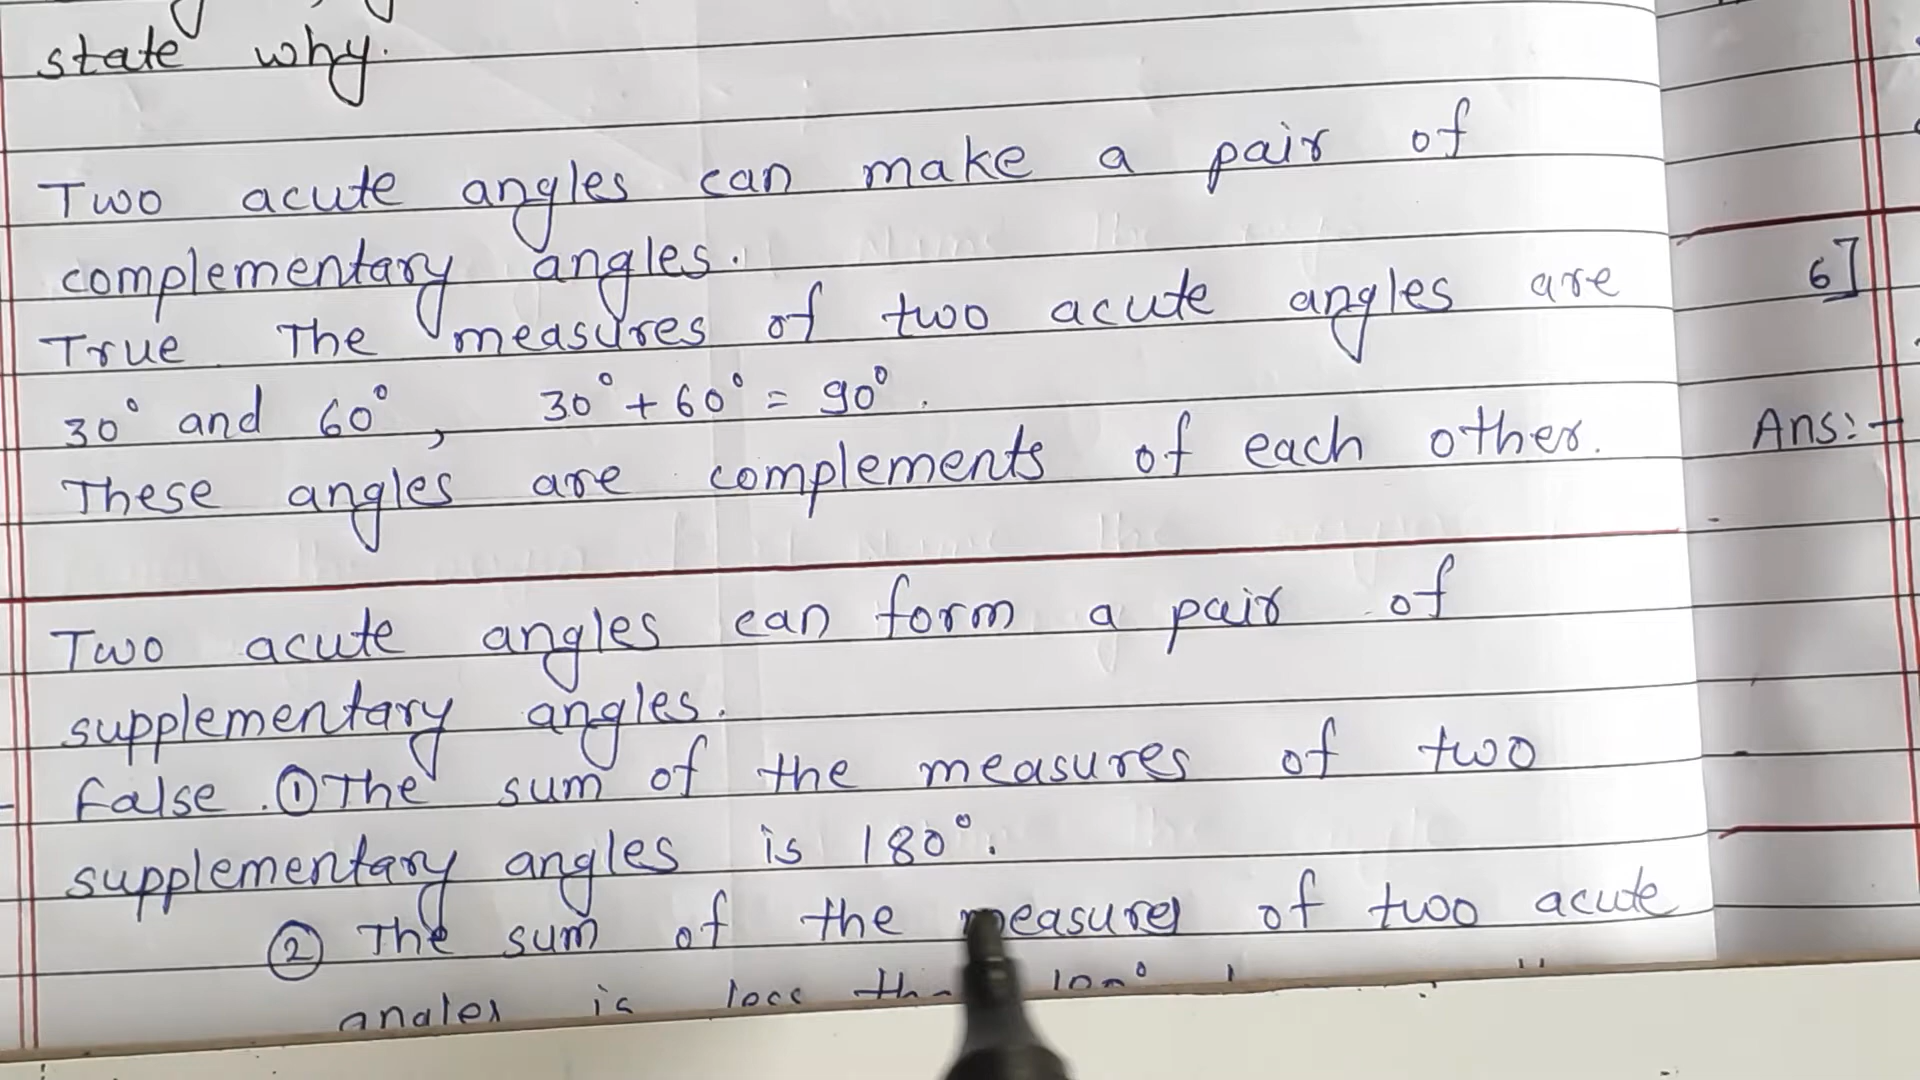 state why.
Two acute angles can make a pair of
complementary angles.
True The measures of two acute angles are
30° and 60°, 30° + 60° = 90°.
These angles are complements of each other.
Two acute angles can form a pair of
supplementary angles.
False. ① The sum of the measures of two
supplementary angles is 180°.
② The sum of the measures of two acute
angles is less
6]
Ans:-